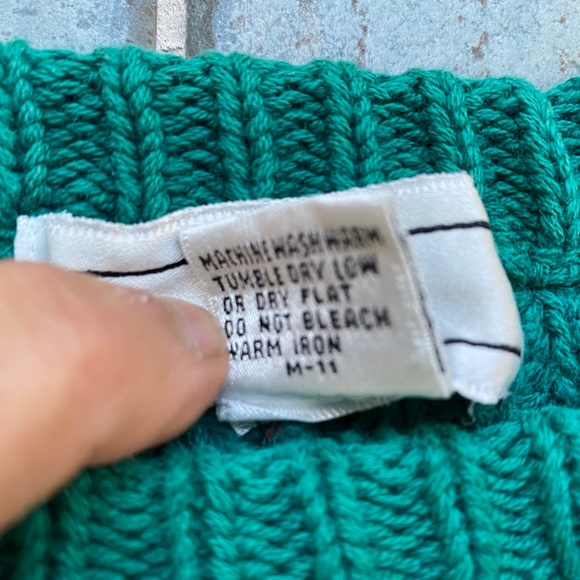 MACHINE WASH WARM
TUMBLE DRY LOW
OR DRY FLAT
DO NOT BLEACH
WARM IRON
M-11